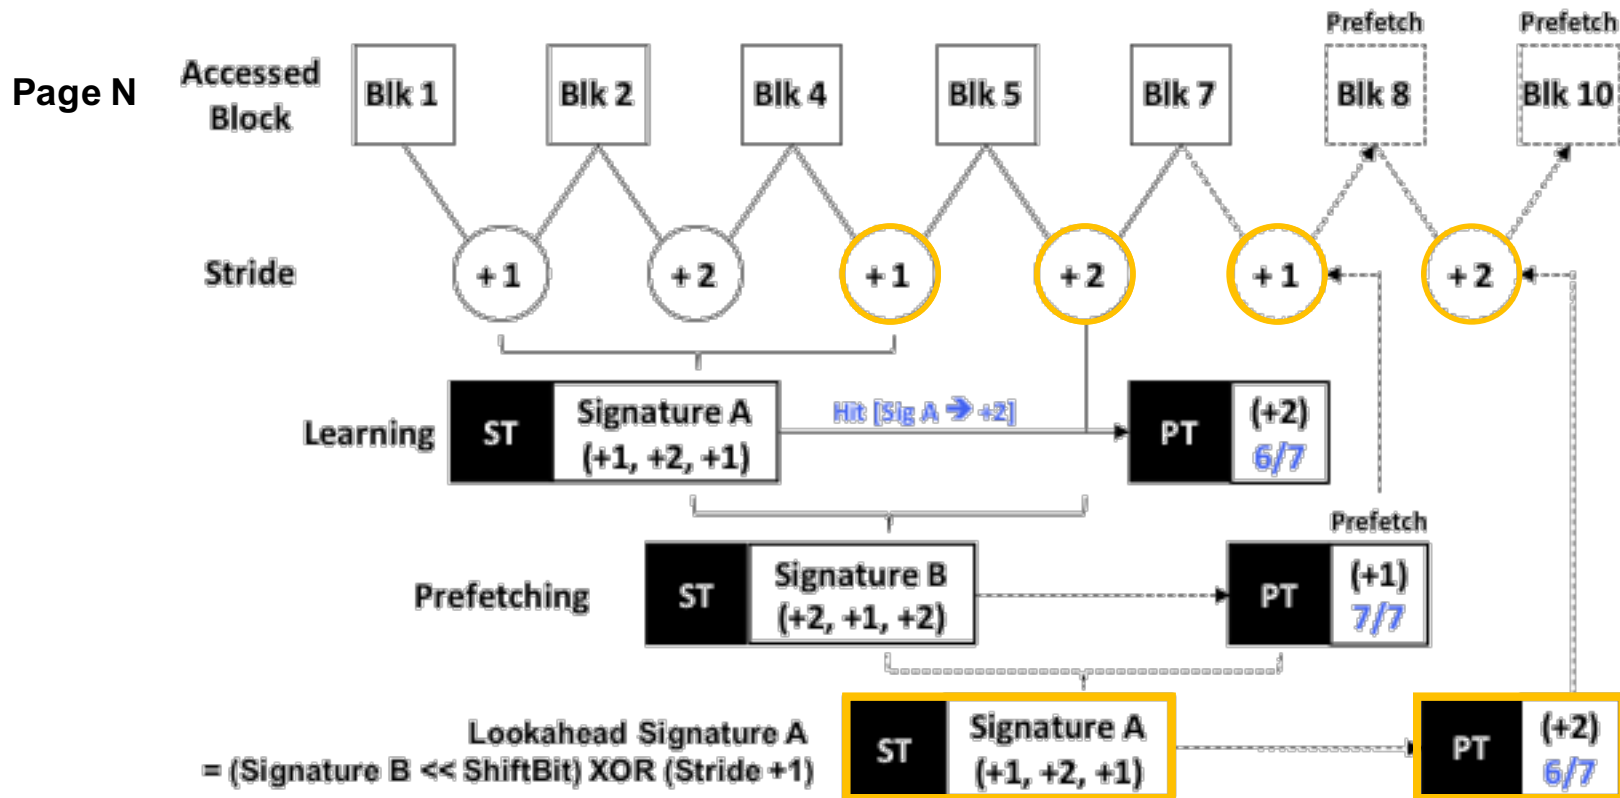 Prefetch
Prefetch
Page N
Accessed
Block
Blk 1
Blk 2
Blk 4
Blk 5
Blk 7
Blk 8
Blk 10
Stride
+ 1
+ 2
+ 1
+ 2
+ 1
+ 2
Learning
ST
Signature A
(+1, +2, +1)
Hit [Sig A ➔ +2]
PT
(+2)
6/7
Prefetch
Prefetching
ST
Signature B
(+2, +1, +2)
PT
(+1)
7/7
Lookahead Signature A
= (Signature B << ShiftBit) XOR (Stride +1)
ST
Signature A
(+1, +2, +1)
PT
(+2)
6/7